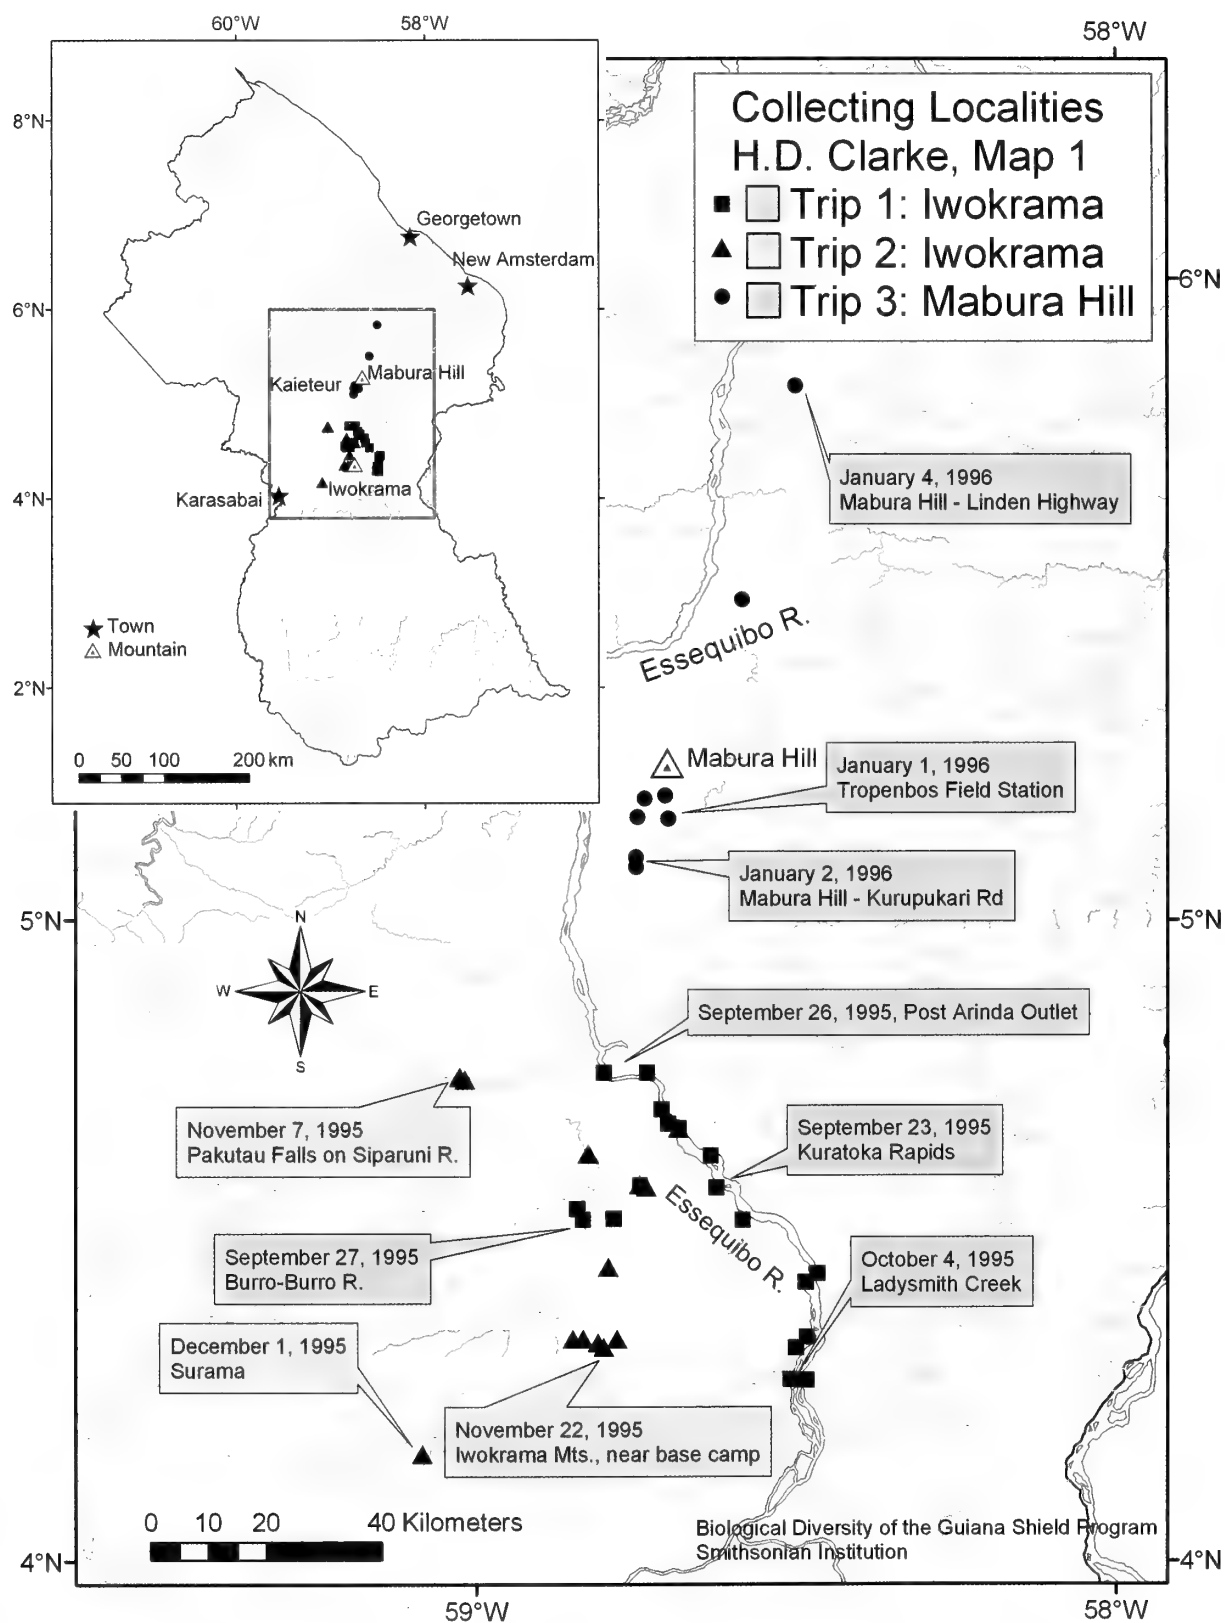 60°W
58°W
58°W
8°N
6°N
4°N
2°N
Georgetown
New Amsterdam
Kaieteur
Mabura Hill
Karasabai
Iwokrama
Town
Mountain
0 50 100 200 km
Collecting Localities
H.D. Clarke, Map 1
Trip 1: Iwokrama
Trip 2: Iwokrama
Trip 3: Mabura Hill
6°N
January 4, 1996
Mabura Hill - Linden Highway
Essequibo R.
Mabura Hill
January 1, 1996
Tropenbos Field Station
January 2, 1996
Mabura Hill - Kurupukari Rd
5°N
5°N
N
W
E
S
September 26, 1995, Post Arinda Outlet
November 7, 1995
Pakutau Falls on Siparuni R.
September 23, 1995
Kuratoka Rapids
Essequibo R.
September 27, 1995
Burro-Burro R.
October 4, 1995
Ladysmith Creek
December 1, 1995
Surama
November 22, 1995
Iwokrama Mts., near base camp
0 10 20 40 Kilometers
Biological Diversity of the Guiana Shield Program
Smithsonian Institution
4°N
4°N
59°W
58°W